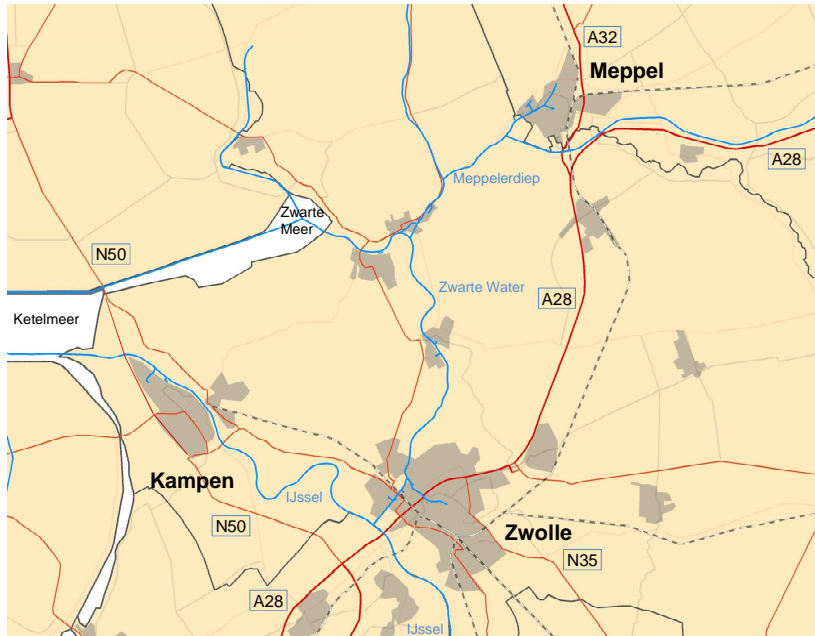 A32
Meppel
A28
Meppelerdiep
Zwarte
Meer
N50
Zwarte Water
A28
Ketelmeer
Kampen
IJssel
N50
Zwolle
N35
A28
IJssel